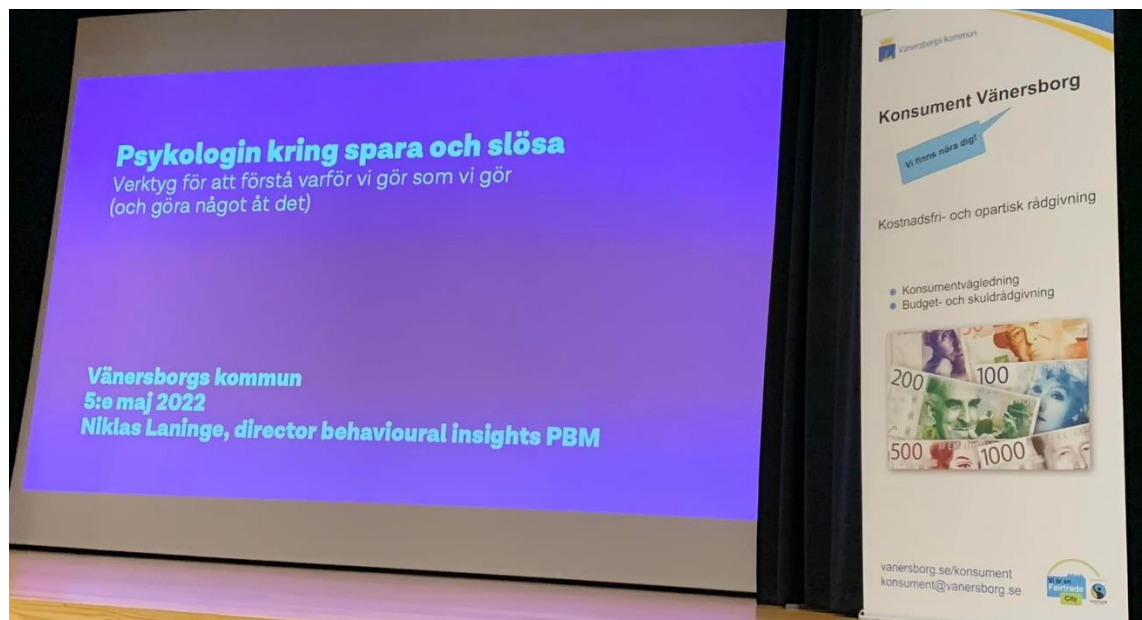 Psykologin kring spara och slösa
Verktyg för att förstå varför vi gör som vi gör
(och göra något åt det)
Vänersborgs kommun
5:e maj 2022
Niklas Laninge, director behavioural insights PBM
Vänersborgs kommun
Konsument Vänersborg
Vi finns nära dig!
Kostnadsfri- och opartisk rådgivning
Konsumentvägledning
Budget- och skuldrådgivning
200
100
500
1000
vanersborg.se/konsument
konsument@vanersborg.se
Vi är en
Fairtrade
City